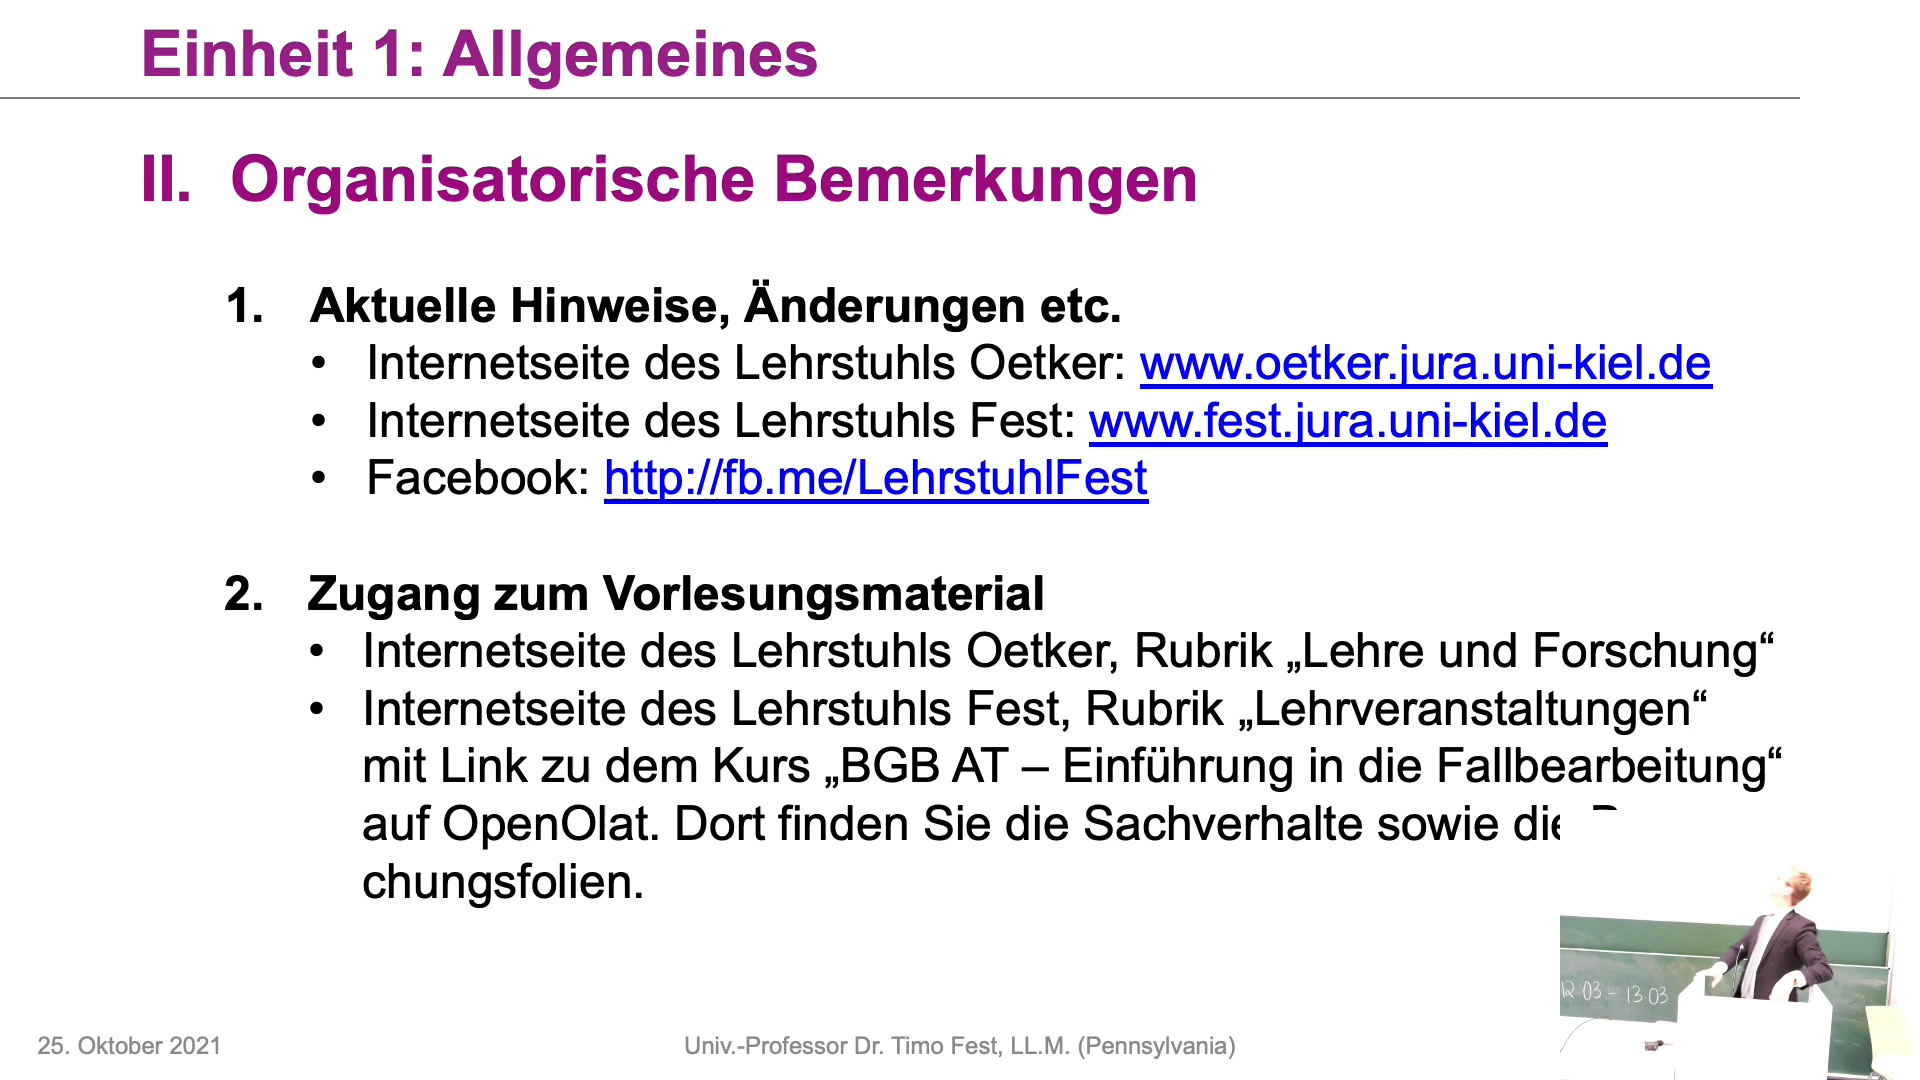 Einheit 1: Allgemeines
II. Organisatorische Bemerkungen
1. Aktuelle Hinweise, Änderungen etc.
• Internetseite des Lehrstuhls Oetker: www.oetker.jura.uni-kiel.de
• Internetseite des Lehrstuhls Fest: www.fest.jura.uni-kiel.de
• Facebook: http://fb.me/LehrstuhlFest
2. Zugang zum Vorlesungsmaterial
• Internetseite des Lehrstuhls Oetker, Rubrik „Lehre und Forschung“
• Internetseite des Lehrstuhls Fest, Rubrik „Lehrveranstaltungen“
mit Link zu dem Kurs „BGB AT – Einführung in die Fallbearbeitung“
auf OpenOlat. Dort finden Sie die Sachverhalte sowie die
chungsfolien.
12:03 - 13:03
25. Oktober 2021
Univ.-Professor Dr. Timo Fest, LL.M. (Pennsylvania)